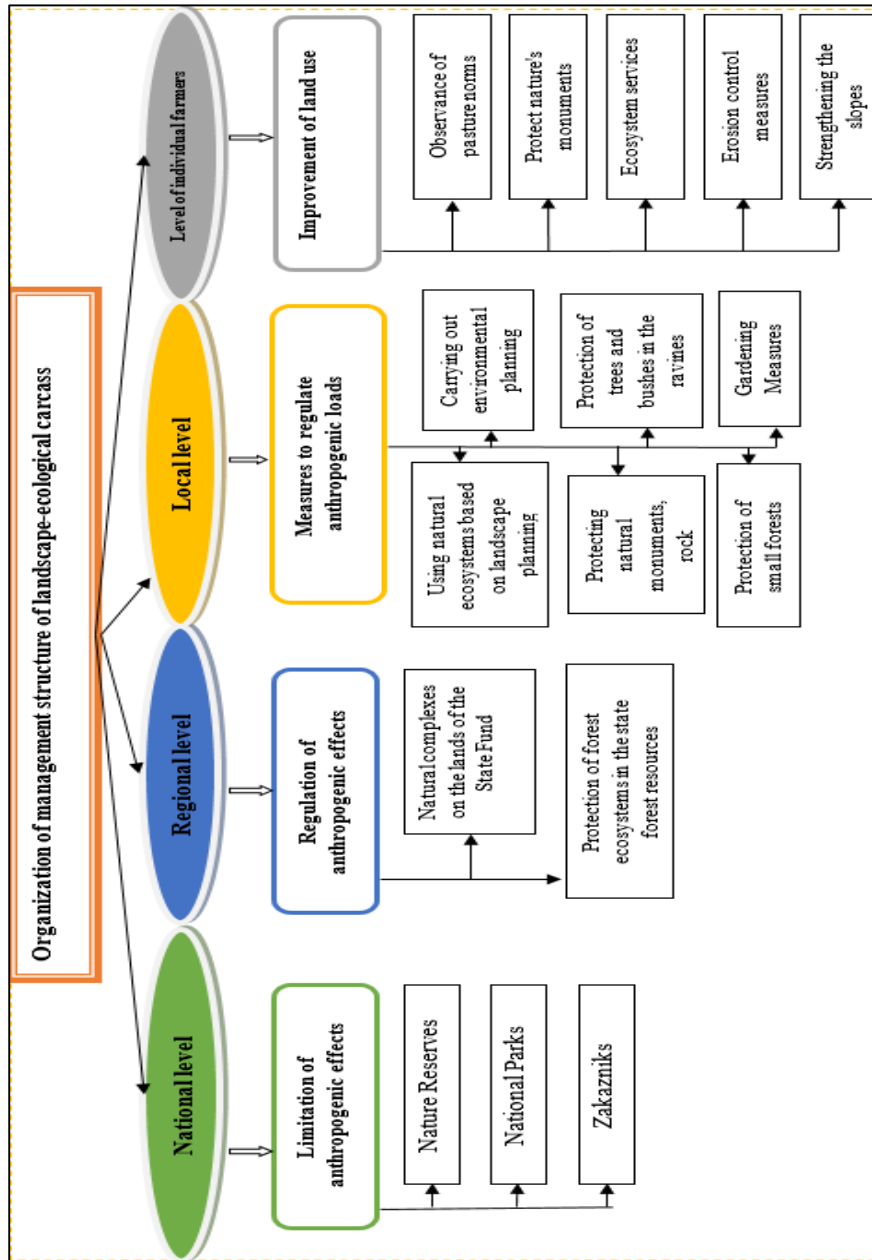 Organization of management structure of landscape-ecological carcass
National level
Regional level
Local level
Level of individual farmers
Limitation of
anthropogenic effects
Regulation of
anthropogenic effects
Measures to regulate
anthropogenic loads
Improvement of land use
Nature Reserves
National Parks
Zakazniks
Natural complexes
on the lands of the
State Fund
Protection of forest
ecosystems in the state
forest resources
Using natural
ecosystems based
on landscape
planning
Carrying out
environmental
planning
Protecting
natural
monuments,
rock
Protection of
trees and
bushes in the
ravines
Protection of
small forests
Gardening
Measures
Observance of
pasture norms
Protect nature's
monuments
Ecosystem services
Erosion control
measures
Strengthening the
slopes